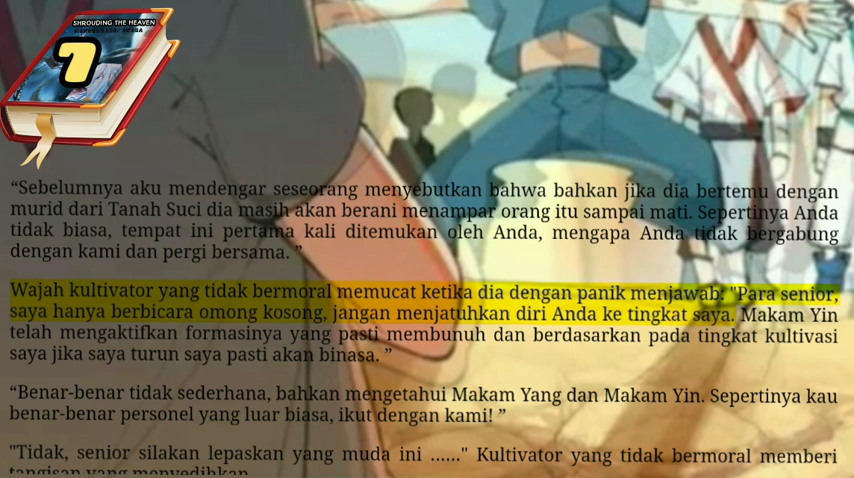 SHROUDING THE HEAVEN
7
“Sebelumnya aku mendengar seseorang menyebutkan bahwa bahkan jika dia bertemu dengan
murid dari Tanah Suci dia masih akan berani menampar orang itu sampai mati. Sepertinya Anda
tidak biasa, tempat ini pertama kali ditemukan oleh Anda, mengapa Anda tidak bergabung
dengan kami dan pergi bersama. ”
Wajah kultivator yang tidak bermoral memucat ketika dia dengan panik menjawab: "Para senior,
saya hanya berbicara omong kosong, jangan menjatuhkan diri Anda ke tingkat saya. Makam Yin
telah mengaktifkan formasinya yang pasti membunuh dan berdasarkan pada tingkat kultivasi
saya jika saya turun saya pasti akan binasa. ”
“Benar-benar tidak sederhana, bahkan mengetahui Makam Yang dan Makam Yin. Sepertinya kau
benar-benar personel yang luar biasa, ikut dengan kami! ”
"Tidak, senior silakan lepaskan yang muda ini ……" Kultivator yang tidak bermoral memberi
tangisan yang menyedihkan